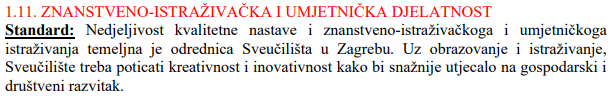 1.11. ZNANSTVENO-ISTRAŽIVAČKA I UMJETNIČKA DJELATNOST
Standard: Nedjeljivost kvalitetne nastave i znanstveno-istraživačkoga i umjetničkoga
istraživanja temeljna je odrednica Sveučilišta u Zagrebu. Uz obrazovanje i istraživanje,
Sveučilište treba poticati kreativnost i inovativnost kako bi snažnije utjecalo na gospodarski i
društveni razvitak.